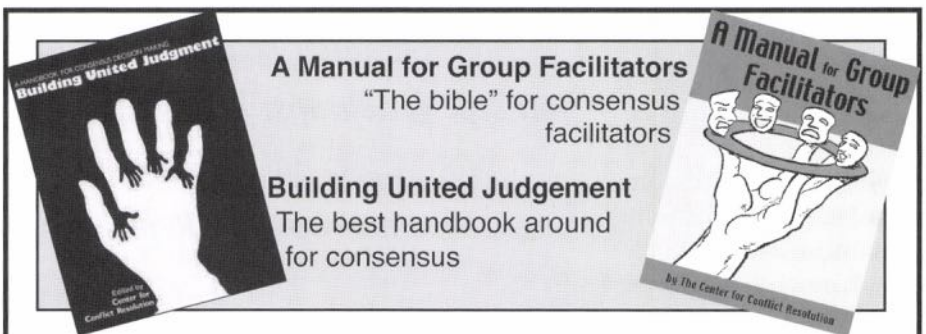 A HANDBOOK FOR CONSENSUS DECISION MAKING
Building United Judgment
Edited by
Center for
Conflict Resolution
A Manual for Group Facilitators
“The bible” for consensus
facilitators
Building United Judgement
The best handbook around
for consensus
A Manual for Group
Facilitators
by The Center for Conflict Resolution